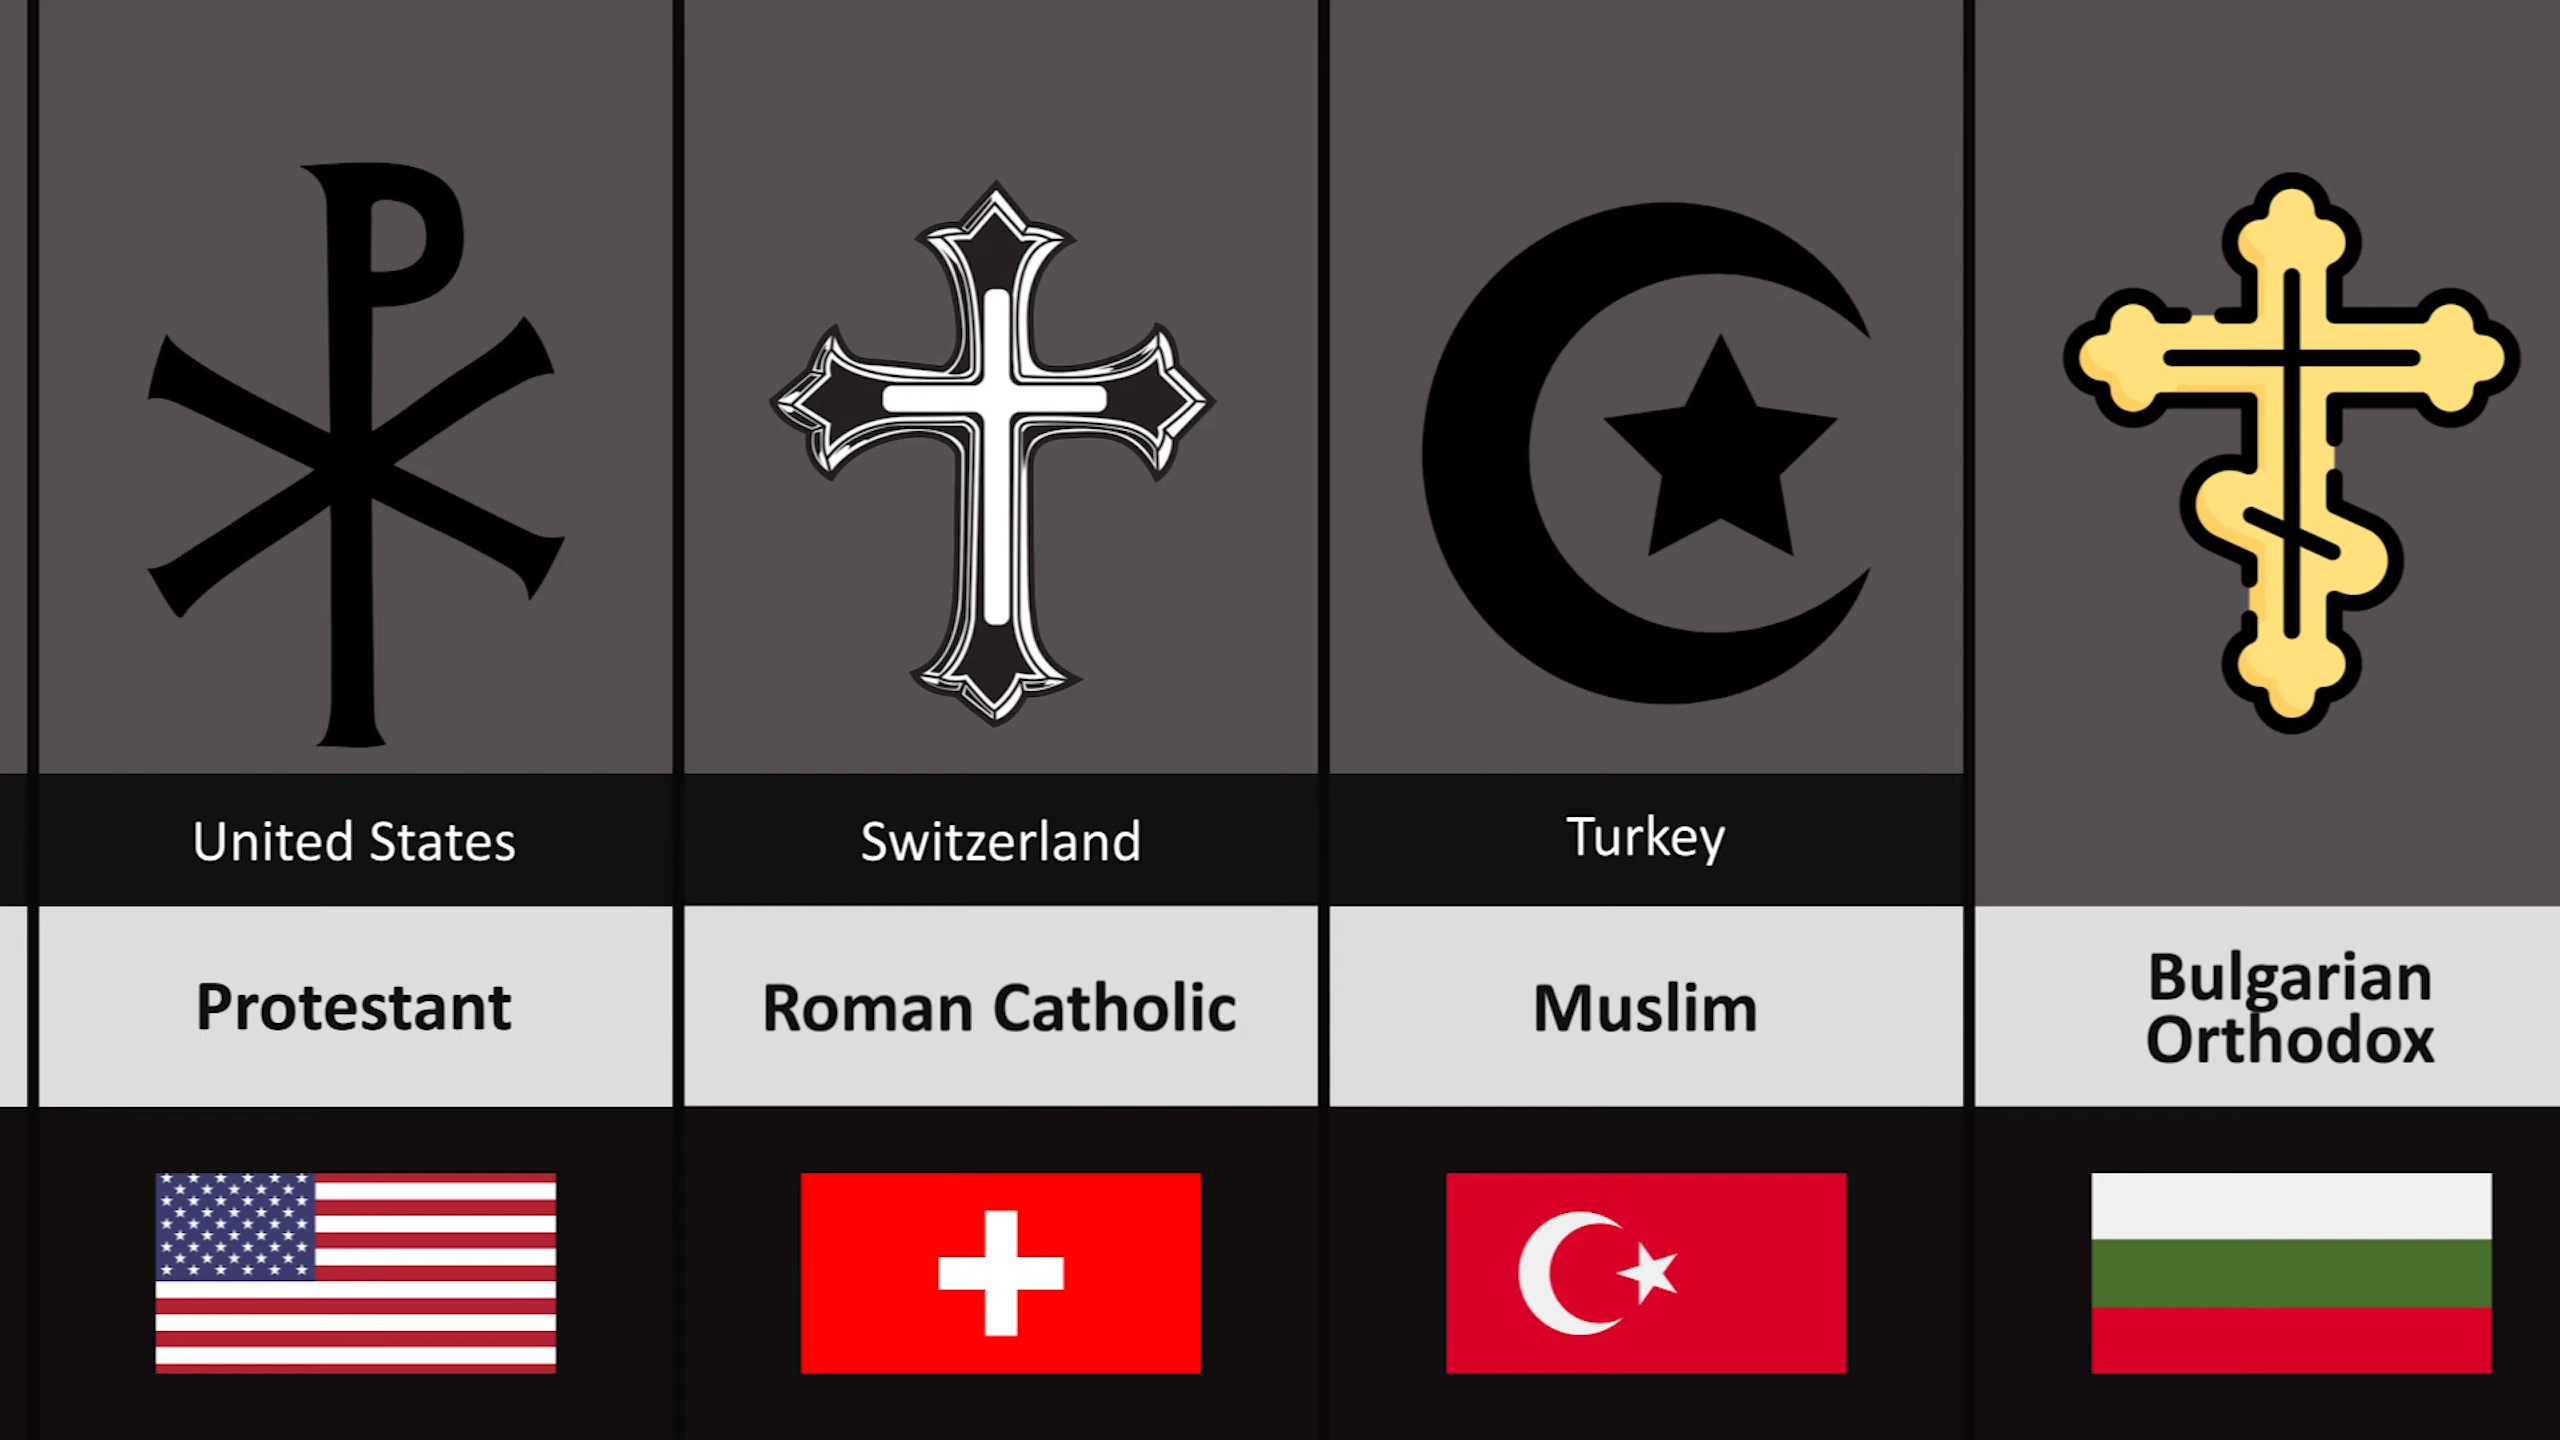 United States
Switzerland
Turkey
Protestant
Roman Catholic
Muslim
Bulgarian
Orthodox